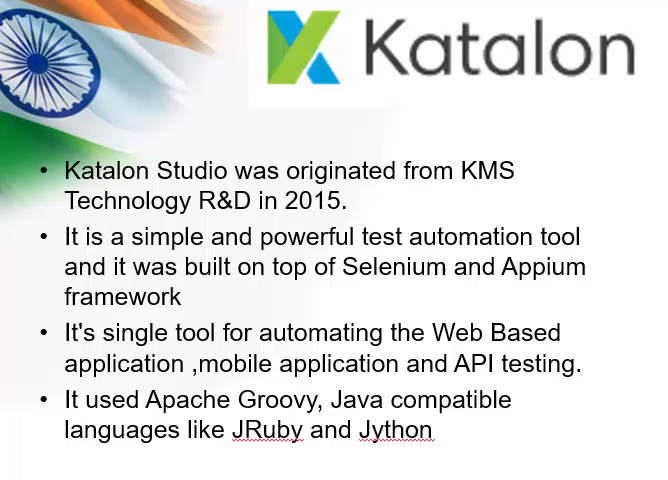 Katalon
• Katalon Studio was originated from KMS
Technology R&D in 2015.
• It is a simple and powerful test automation tool
and it was built on top of Selenium and Appium
framework
• It's single tool for automating the Web Based
application ,mobile application and API testing.
• It used Apache Groovy, Java compatible
languages like JRuby and Jython